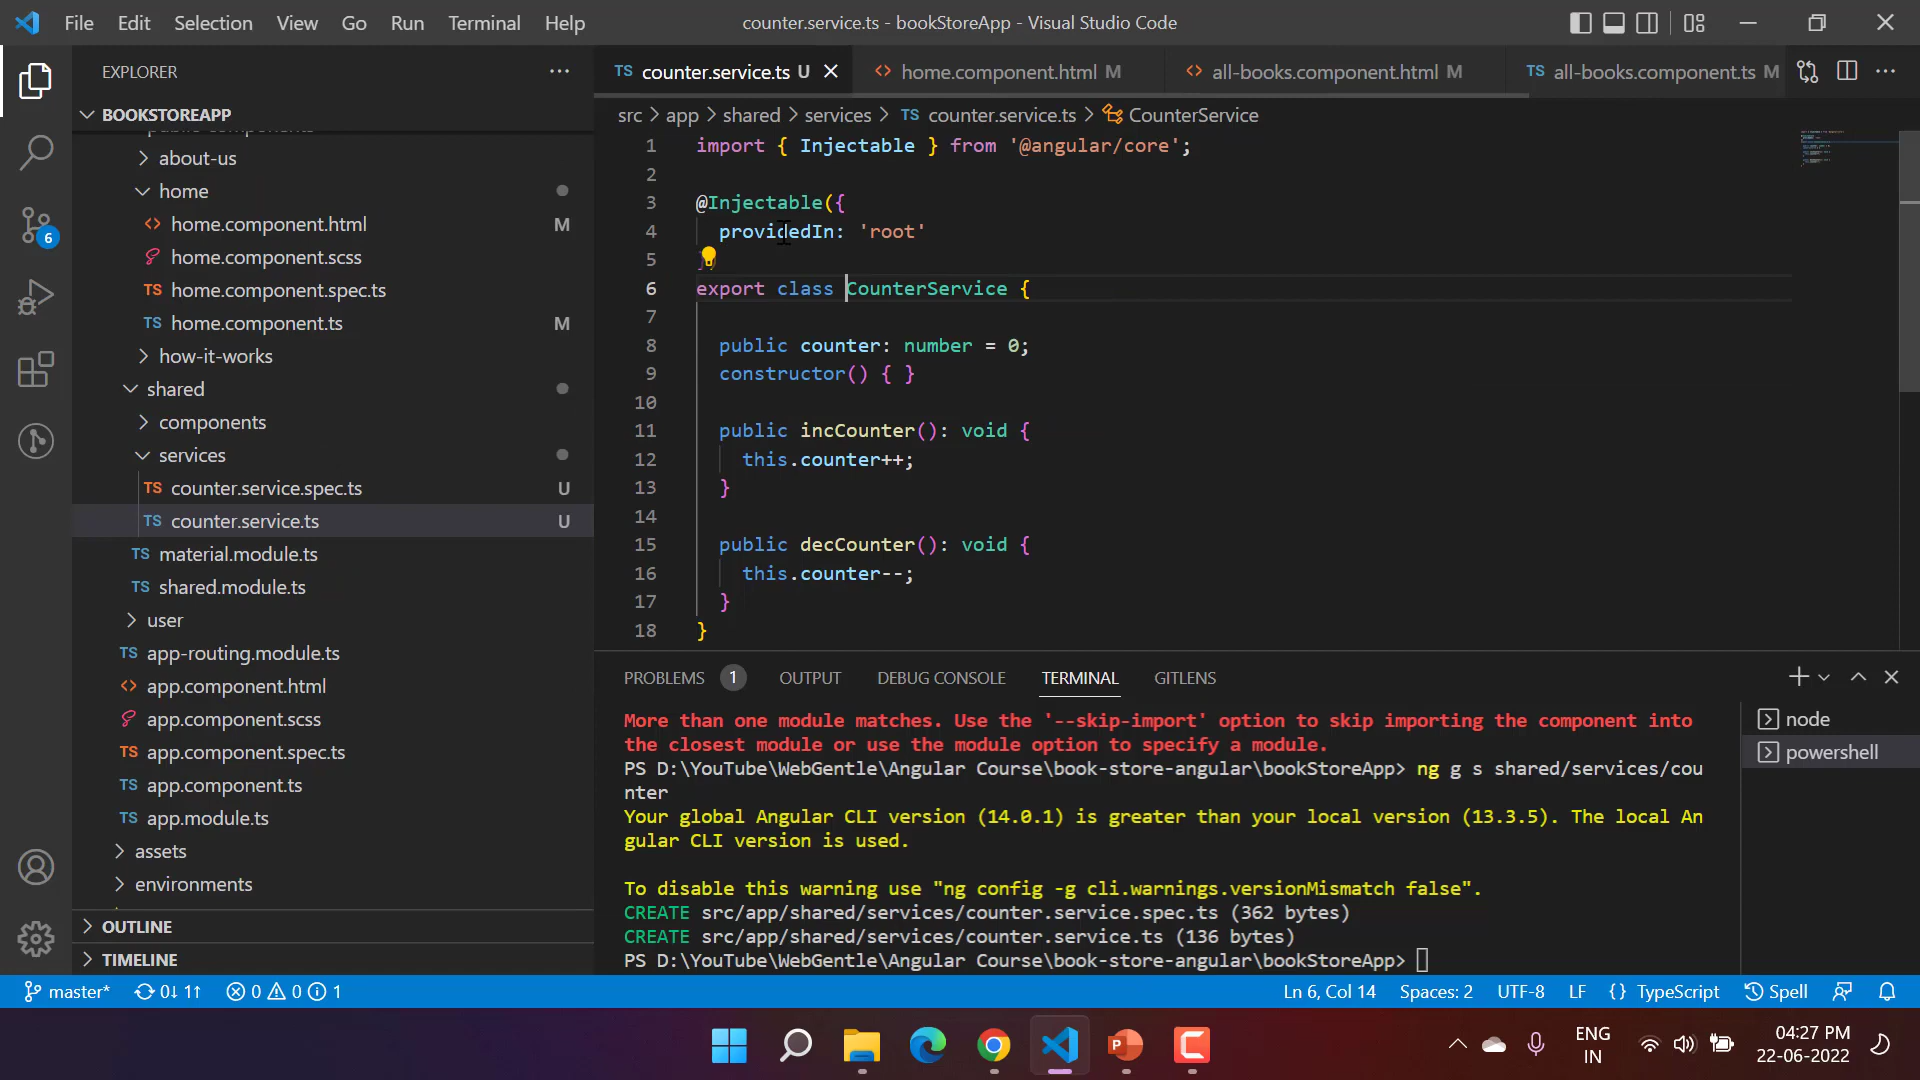 File Edit Selection View Go Run Terminal Help
counter.service.ts - bookStoreApp - Visual Studio Code
EXPLORER
BOOKSTOREAPP
about-us
home
home.component.html M
home.component.scss
TS home.component.spec.ts
TS home.component.ts M
how-it-works
shared
components
services
TS counter.service.spec.ts U
TS counter.service.ts U
TS material.module.ts
TS shared.module.ts
user
TS app-routing.module.ts
app.component.html
app.component.scss
TS app.component.spec.ts
TS app.component.ts
TS app.module.ts
assets
environments
OUTLINE
TIMELINE
6
TS counter.service.ts U
home.component.html M
all-books.component.html M
TS all-books.component.ts M
src > app > shared > services > TS counter.service.ts > CounterService
1 import { Injectable } from '@angular/core';
2
3 @Injectable({
4 providedIn: 'root'
5
6 export class CounterService {
7
8 public counter: number = 0;
9 constructor() { }
10
11 public incCounter(): void {
12 this.counter++;
13 }
14
15 public decCounter(): void {
16 this.counter--;
17 }
18 }
PROBLEMS 1 OUTPUT DEBUG CONSOLE TERMINAL GITLENS
More than one module matches. Use the '--skip-import' option to skip importing the component into
the closest module or use the module option to specify a module.
PS D:\YouTube\WebGentle\Angular Course\book-store-angular\bookStoreApp> ng g s shared/services/cou
nter
Your global Angular CLI version (14.0.1) is greater than your local version (13.3.5). The local An
gular CLI version is used.
To disable this warning use "ng config -g cli.warnings.versionMismatch false".
CREATE src/app/shared/services/counter.service.spec.ts (362 bytes)
CREATE src/app/shared/services/counter.service.ts (136 bytes)
PS D:\YouTube\WebGentle\Angular Course\book-store-angular\bookStoreApp>
node
powershell
master* 0↓ 1↑ 0 0 1
Ln 6, Col 14 Spaces: 2 UTF-8 LF {} TypeScript Spell
ENG
IN
04:27 PM
22-06-2022